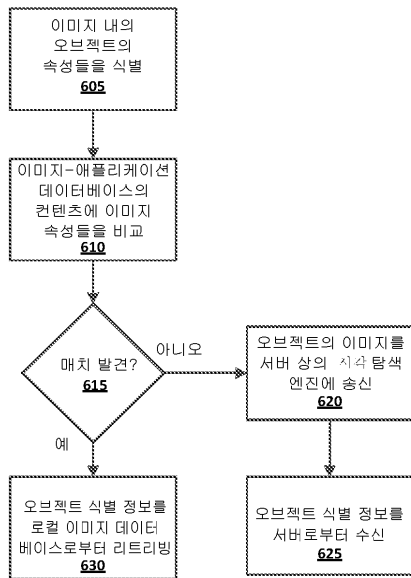 이미지 내의
오브젝트의
속성들을 식별
605
이미지-애플리케이션
데이터베이스의
컨텐츠에 이미지
속성들을 비교
610
매치 발견?
615
아니오
예
오브젝트의 이미지를
서버 상의 시각 탐색
엔진에 송신
620
오브젝트 식별 정보를
로컬 이미지 데이터
베이스로부터 리트리빙
630
오브젝트 식별 정보를
서버로부터 수신
625